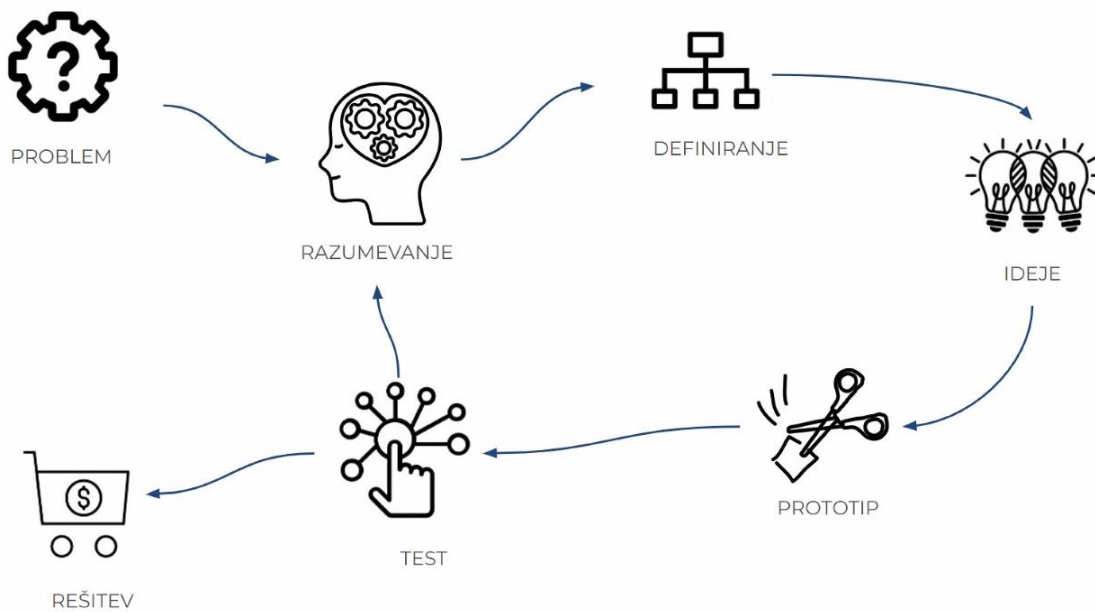 PROBLEM
RAZUMEVANJE
DEFINIRANJE
IDEJE
PROTOTIP
TEST
REŠITEV